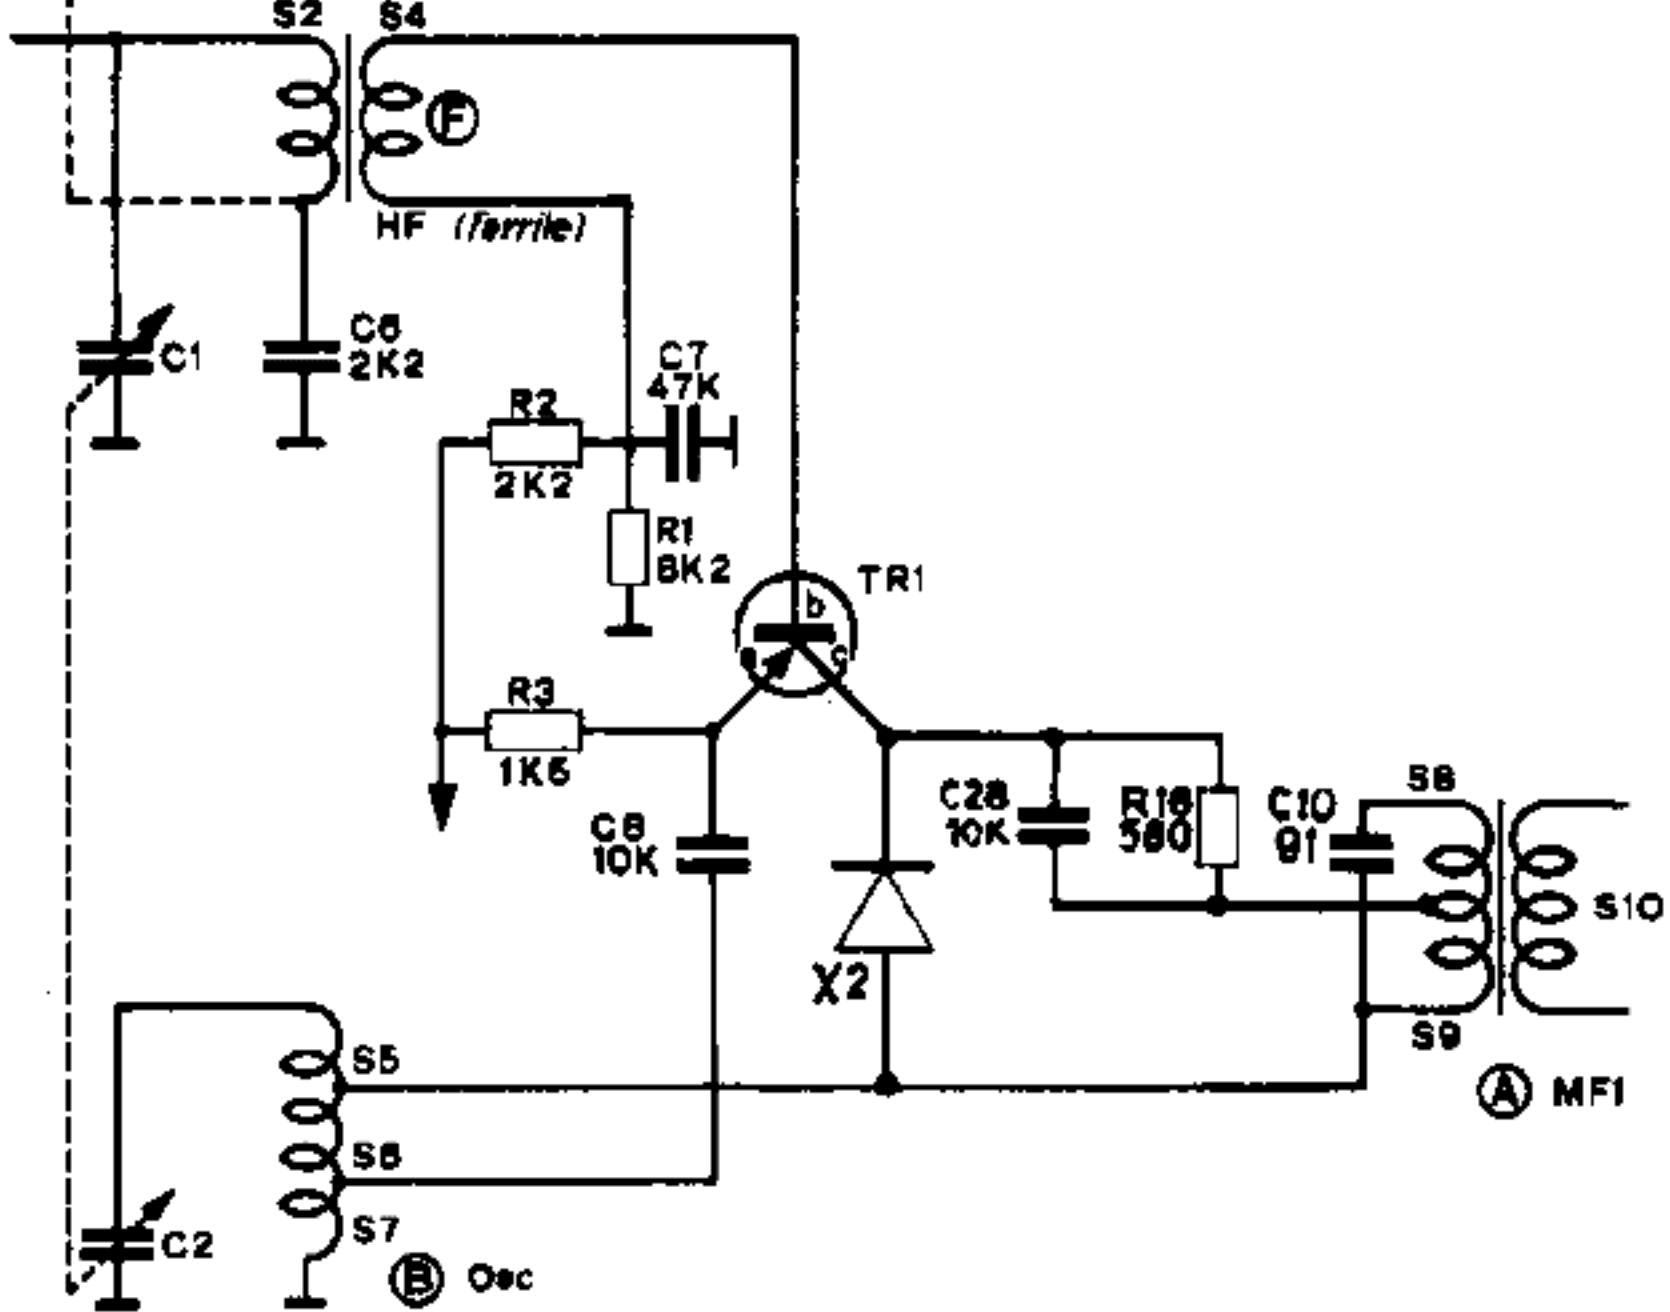 S2 S4
F
HF (Ferrite)
C1
C6
2K2
C7
47K
R2
2K2
R1
8K2
TR1
b
e c
R3
1K5
C8
10K
C28
10K
R16
560
C10
91
S8
S10
X2
S9
A MF1
S5
S6
S7
C2
B Osc